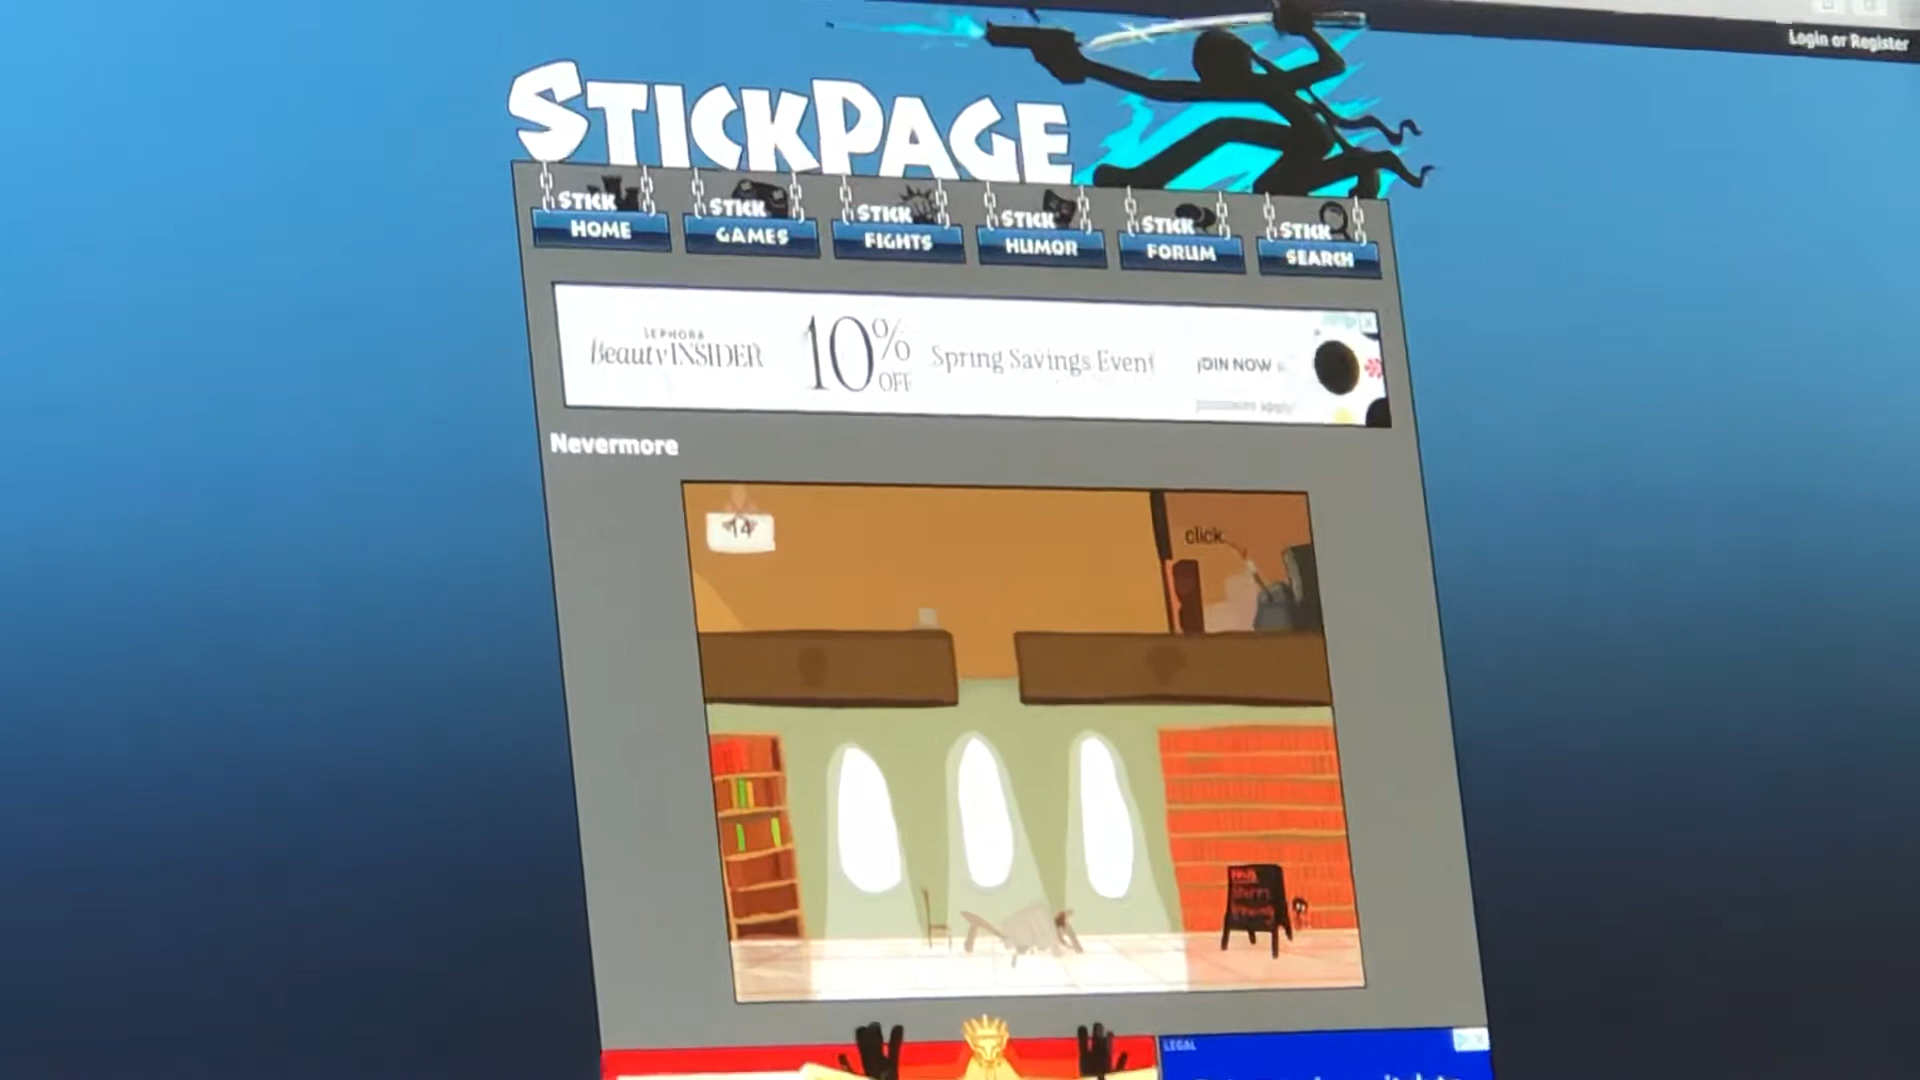 Login or Register
STICKPAGE
STICK HOME
STICK GAMES
STICK FIGHTS
STICK HUMOR
STICK FORUM
STICK SEARCH
SEPHORA
Beauty INSIDER
10% OFF
Spring Savings Event
JOIN NOW
Nevermore
14
click
LEGAL